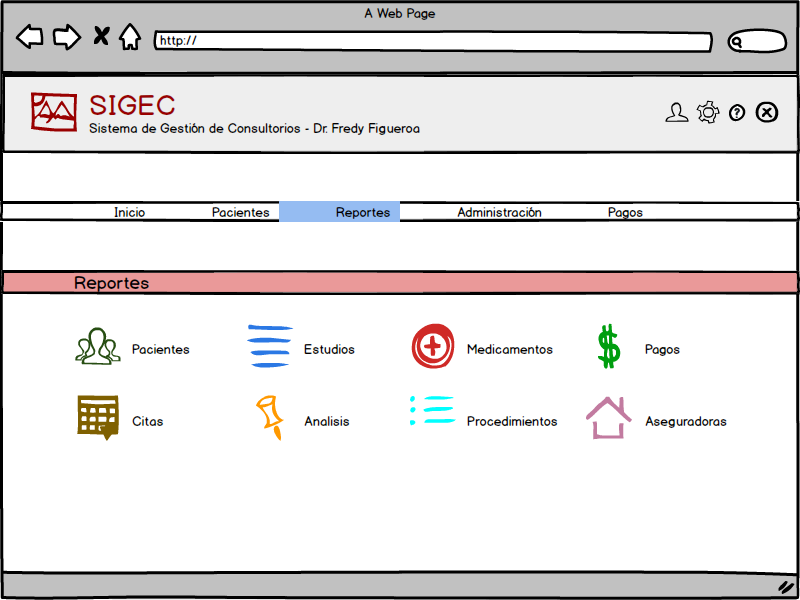 A Web Page
http://
SIGEC
Sistema de Gestión de Consultorios - Dr. Fredy Figueroa
Inicio Pacientes Reportes Administración Pagos
Reportes
Pacientes Estudios Medicamentos Pagos
Citas Analisis Procedimientos Aseguradoras